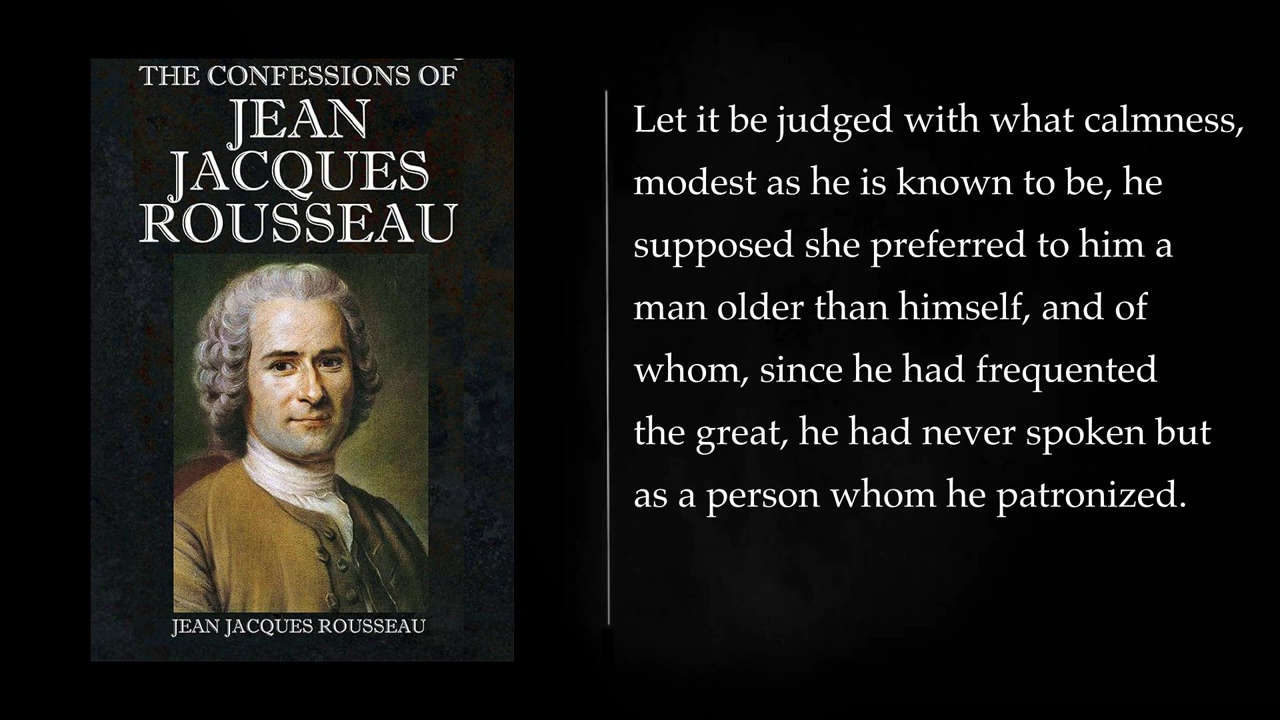 THE CONFESSIONS OF
JEAN
JACQUES
ROUSSEAU
JEAN JACQUES ROUSSEAU
Let it be judged with what calmness,
modest as he is known to be, he
supposed she preferred to him a
man older than himself, and of
whom, since he had frequented
the great, he had never spoken but
as a person whom he patronized.